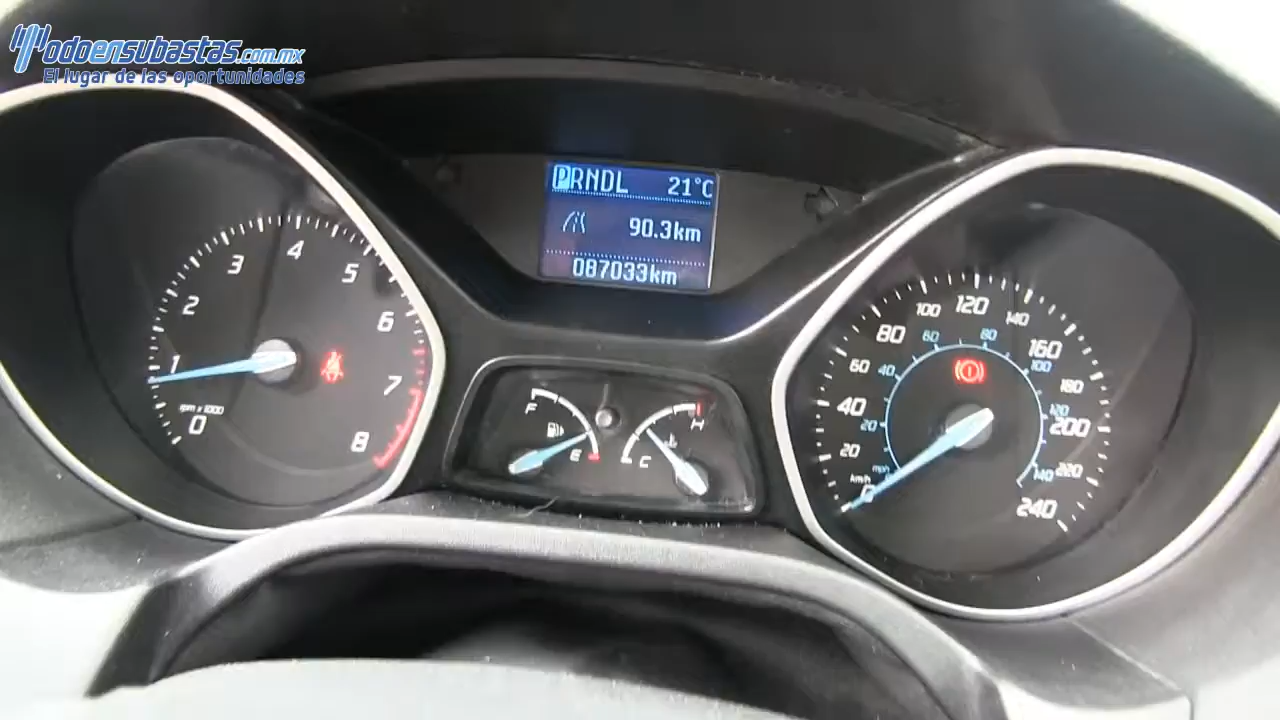 Todoensubastas.com.mx
El lugar de las oportunidades
PRNDL 21°C
90.3km
087033km
0
1
2
3
4
5
6
7
8
rpm x 1000
F
E
C
H
km/h
0
20
40
60
80
100
120
140
160
180
200
220
240
mph
20
40
60
80
100
120
140